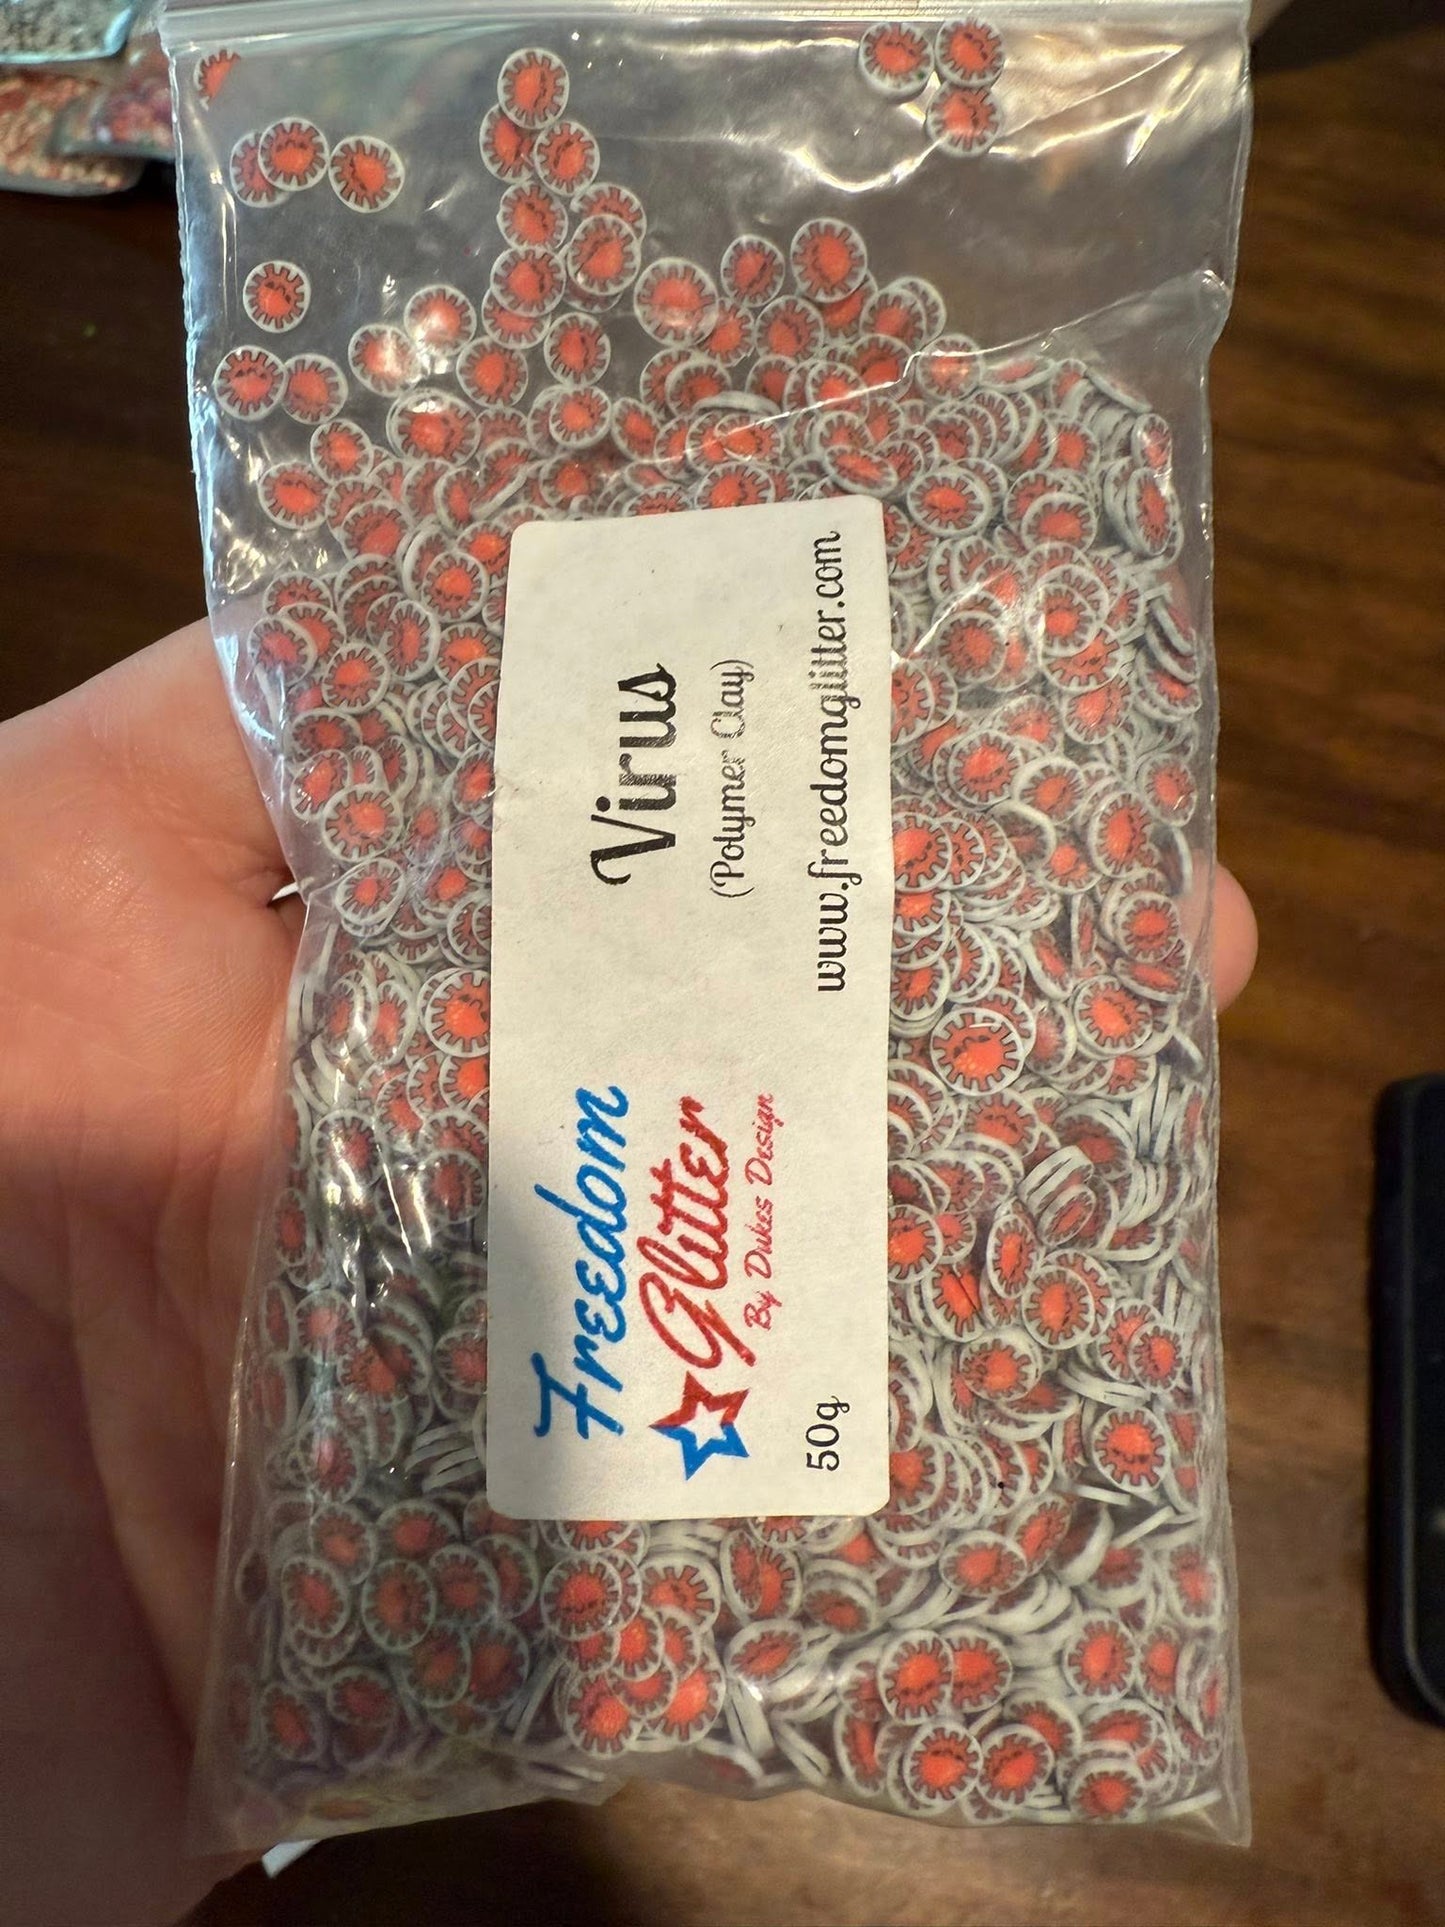 Freedom
Glitter
By Dukes Design
Virus
(Polymer Clay)
50g
www.freedomglitter.com